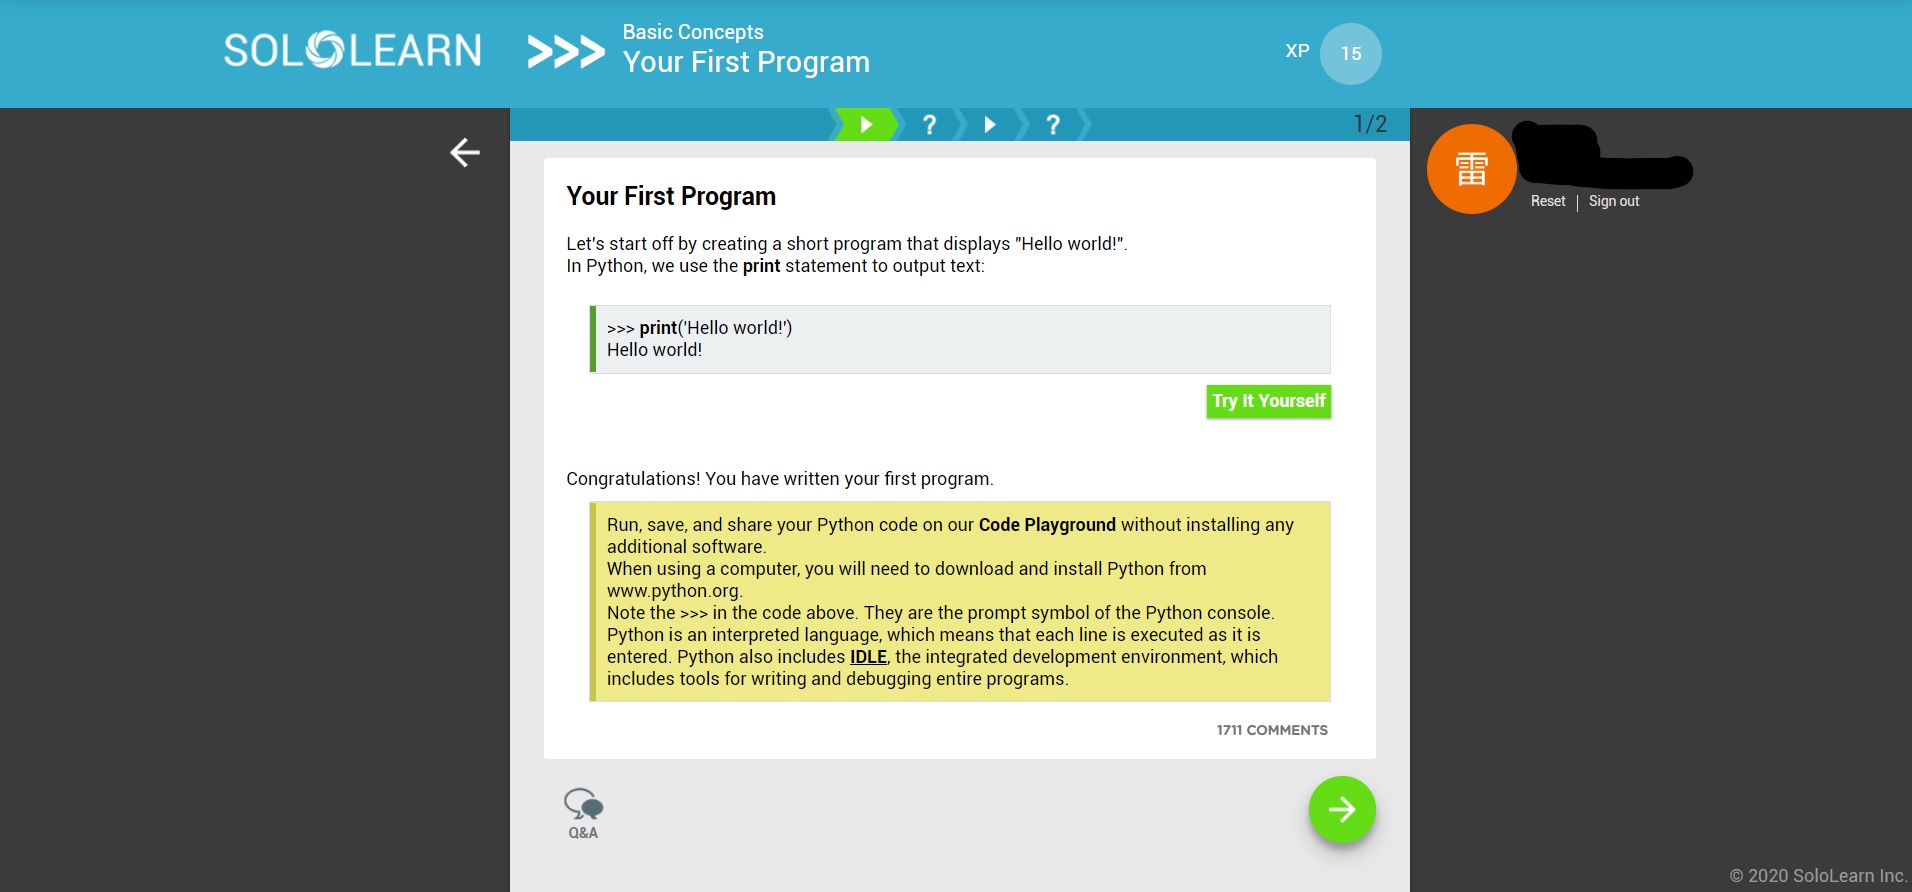 SOLOLEARN
>>>
Basic Concepts
Your First Program
XP 15
? ?
1/2
雷
Reset | Sign out
Your First Program
Let's start off by creating a short program that displays "Hello world!".
In Python, we use the print statement to output text:
>>> print('Hello world!')
Hello world!
Try It Yourself
Congratulations! You have written your first program.
Run, save, and share your Python code on our Code Playground without installing any
additional software.
When using a computer, you will need to download and install Python from
www.python.org.
Note the >>> in the code above. They are the prompt symbol of the Python console.
Python is an interpreted language, which means that each line is executed as it is
entered. Python also includes IDLE, the integrated development environment, which
includes tools for writing and debugging entire programs.
1711 COMMENTS
Q&A
© 2020 SoloLearn Inc.